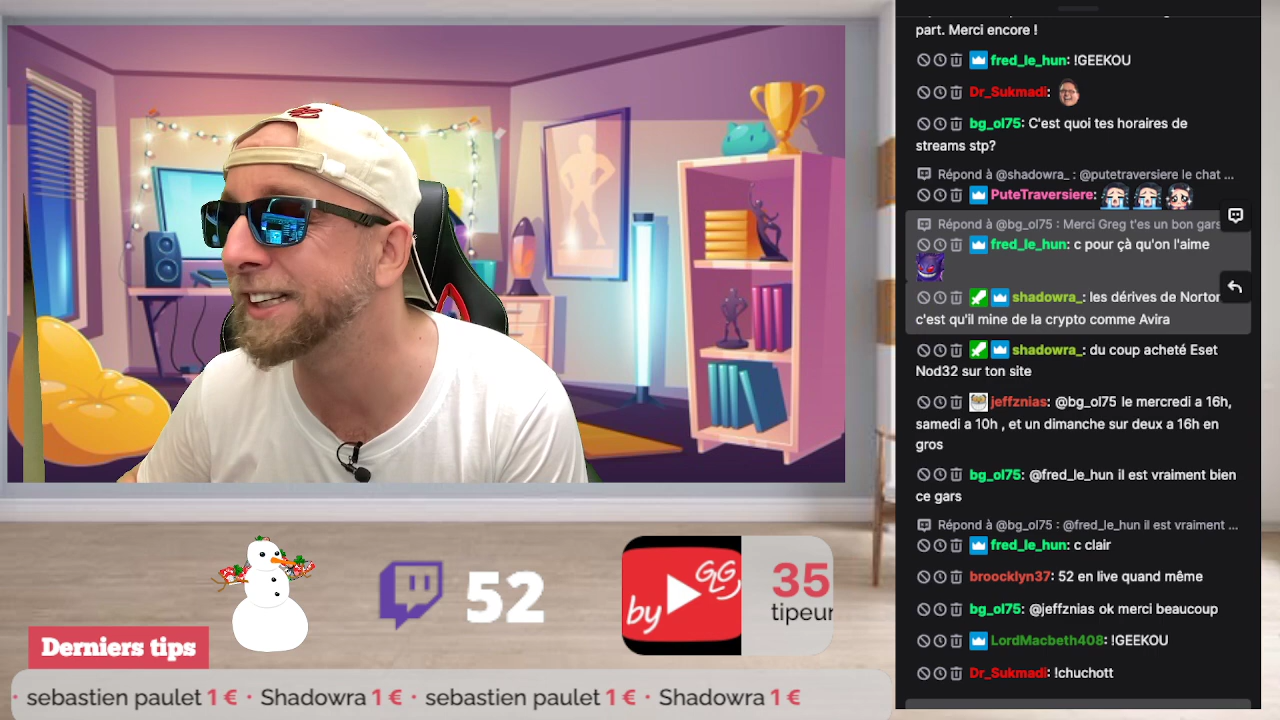 part. Merci encore !
fred_le_hun: !GEEKOU
Dr_Sukmadi:
bg_ol75: C'est quoi tes horaires de
streams stp?
Répond à @shadowra_ : @putetraversiere le chat ...
PuteTraversiere:
Répond à @bg_ol75 : Merci Greg t'es un bon gars
fred_le_hun: c pour çà qu'on l'aime
shadowra_: les dérives de Norton
c'est qu'il mine de la crypto comme Avira
shadowra_: du coup acheté Eset
Nod32 sur ton site
jeffznias: @bg_ol75 le mercredi a 16h,
samedi a 10h , et un dimanche sur deux a 16h en
gros
bg_ol75: @fred_le_hun il est vraiment bien
ce gars
Répond à @bg_ol75 : @fred_le_hun il est vraiment ...
fred_le_hun: c clair
broocklyn37: 52 en live quand même
bg_ol75: @jeffznias ok merci beaucoup
LordMacbeth408: !GEEKOU
Dr_Sukmadi: !chuchott
52
by GLG
35
tipeur
Derniers tips
· sebastien paulet 1 € · Shadowra 1 € · sebastien paulet 1 € · Shadowra 1 €